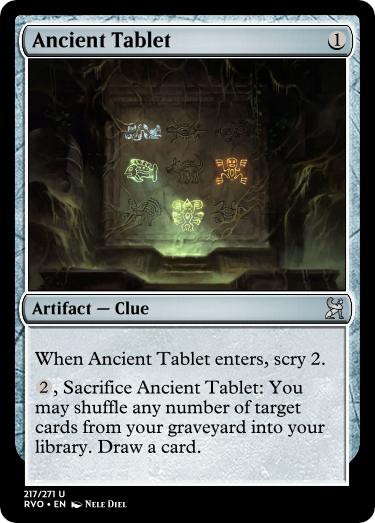 Ancient Tablet 1
Artifact — Clue
When Ancient Tablet enters, scry 2.
2, Sacrifice Ancient Tablet: You
may shuffle any number of target
cards from your graveyard into your
library. Draw a card.
217/271 U
RVO • EN Nele Diel